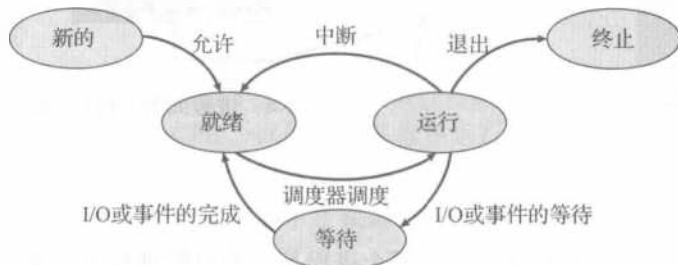 新的
允许
中断
退出
终止
就绪
运行
调度器调度
I/O或事件的完成
I/O或事件的等待
等待